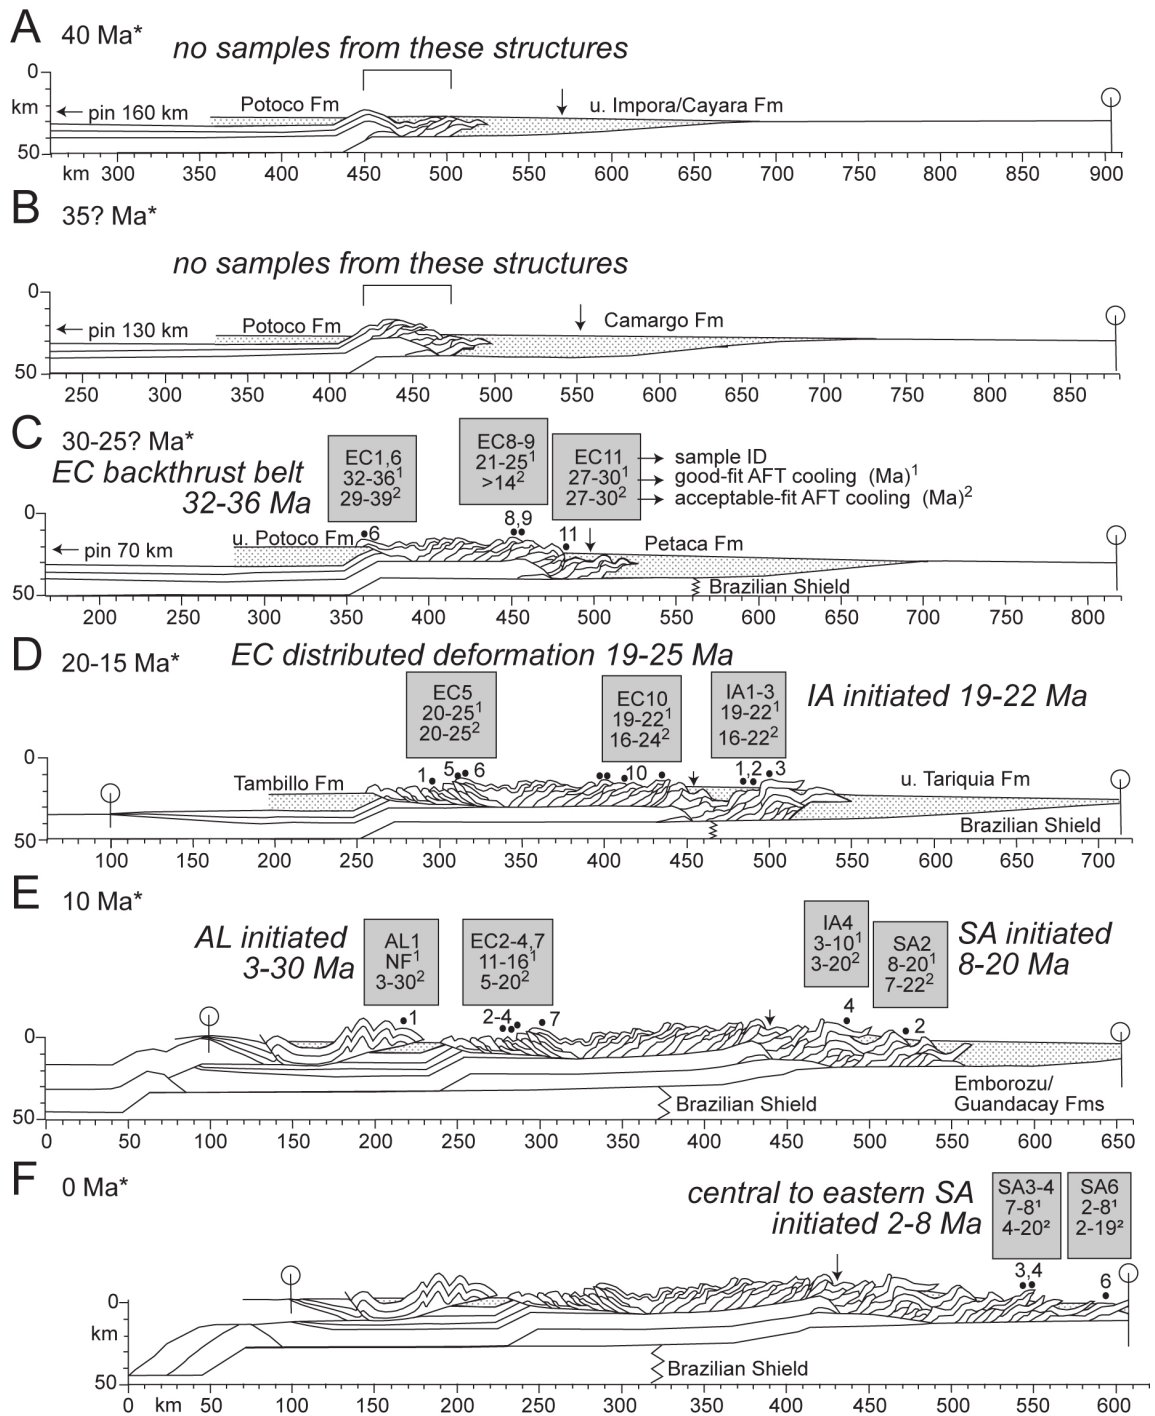 A 40 Ma*
no samples from these structures
0
km
50
pin 160 km
Potoco Fm
u. Impora/Cayara Fm
km 300 350 400 450 500 550 600 650 700 750 800 850 900
B 35? Ma*
no samples from these structures
0
50
pin 130 km
Potoco Fm
Camargo Fm
250 300 350 400 450 500 550 600 650 700 750 800 850
C 30-25? Ma*
EC backthrust belt
32-36 Ma
EC1,6
32-36¹
29-39²
EC8-9
21-25¹
>14²
EC11
27-30¹
27-30²
sample ID
good-fit AFT cooling (Ma)¹
acceptable-fit AFT cooling (Ma)²
0
50
pin 70 km
u. Potoco Fm
6
8,9
11
Petaca Fm
Brazilian Shield
200 250 300 350 400 450 500 550 600 650 700 750 800
D 20-15 Ma*
EC distributed deformation 19-25 Ma
IA initiated 19-22 Ma
EC5
20-25¹
20-25²
EC10
19-22¹
16-24²
IA1-3
19-22¹
16-22²
0
50
Tambillo Fm
1 5 6
10
1,2 3
u. Tariquia Fm
Brazilian Shield
100 150 200 250 300 350 400 450 500 550 600 650 700
E 10 Ma*
AL initiated
3-30 Ma
AL1
NF¹
3-30²
EC2-4,7
11-16¹
5-20²
IA4
3-10¹
3-20²
SA2
8-20¹
7-22²
SA initiated
8-20 Ma
0
50
1
2-4 7
4
2
Emborozu/
Guandacay Fms
Brazilian Shield
0 50 100 150 200 250 300 350 400 450 500 550 600 650
F 0 Ma*
central to eastern SA
initiated 2-8 Ma
SA3-4
7-8¹
4-20²
SA6
2-8¹
2-19²
0
km
50
3,4
6
Brazilian Shield
0 km 50 100 150 200 250 300 350 400 450 500 550 600